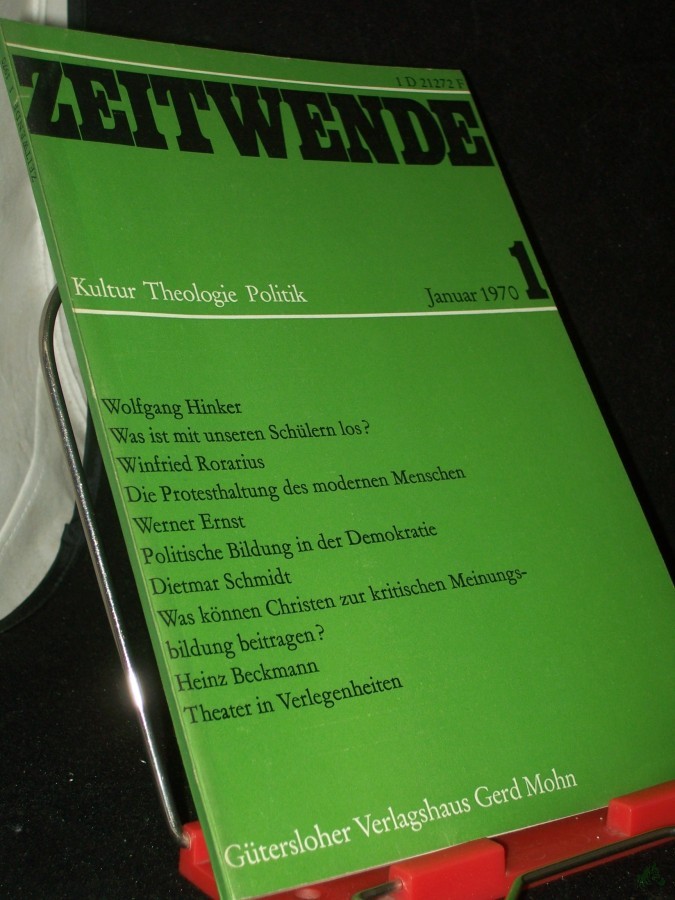 1 D 21272 F
ZEITWENDE
Kultur Theologie Politik
Januar 1970 1
Wolfgang Hinker
Was ist mit unseren Schülern los?
Winfried Rorarius
Die Protesthaltung des modernen Menschen
Werner Ernst
Politische Bildung in der Demokratie
Dietmar Schmidt
Was können Christen zur kritischen Meinungs-
bildung beitragen?
Heinz Beckmann
Theater in Verlegenheiten
Gütersloher Verlagshaus Gerd Mohn